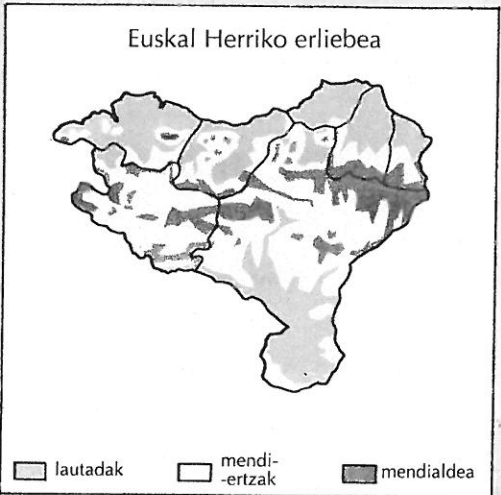 Euskal Herriko erliebea
lautadak
mendi-
-ertzak
mendialdea